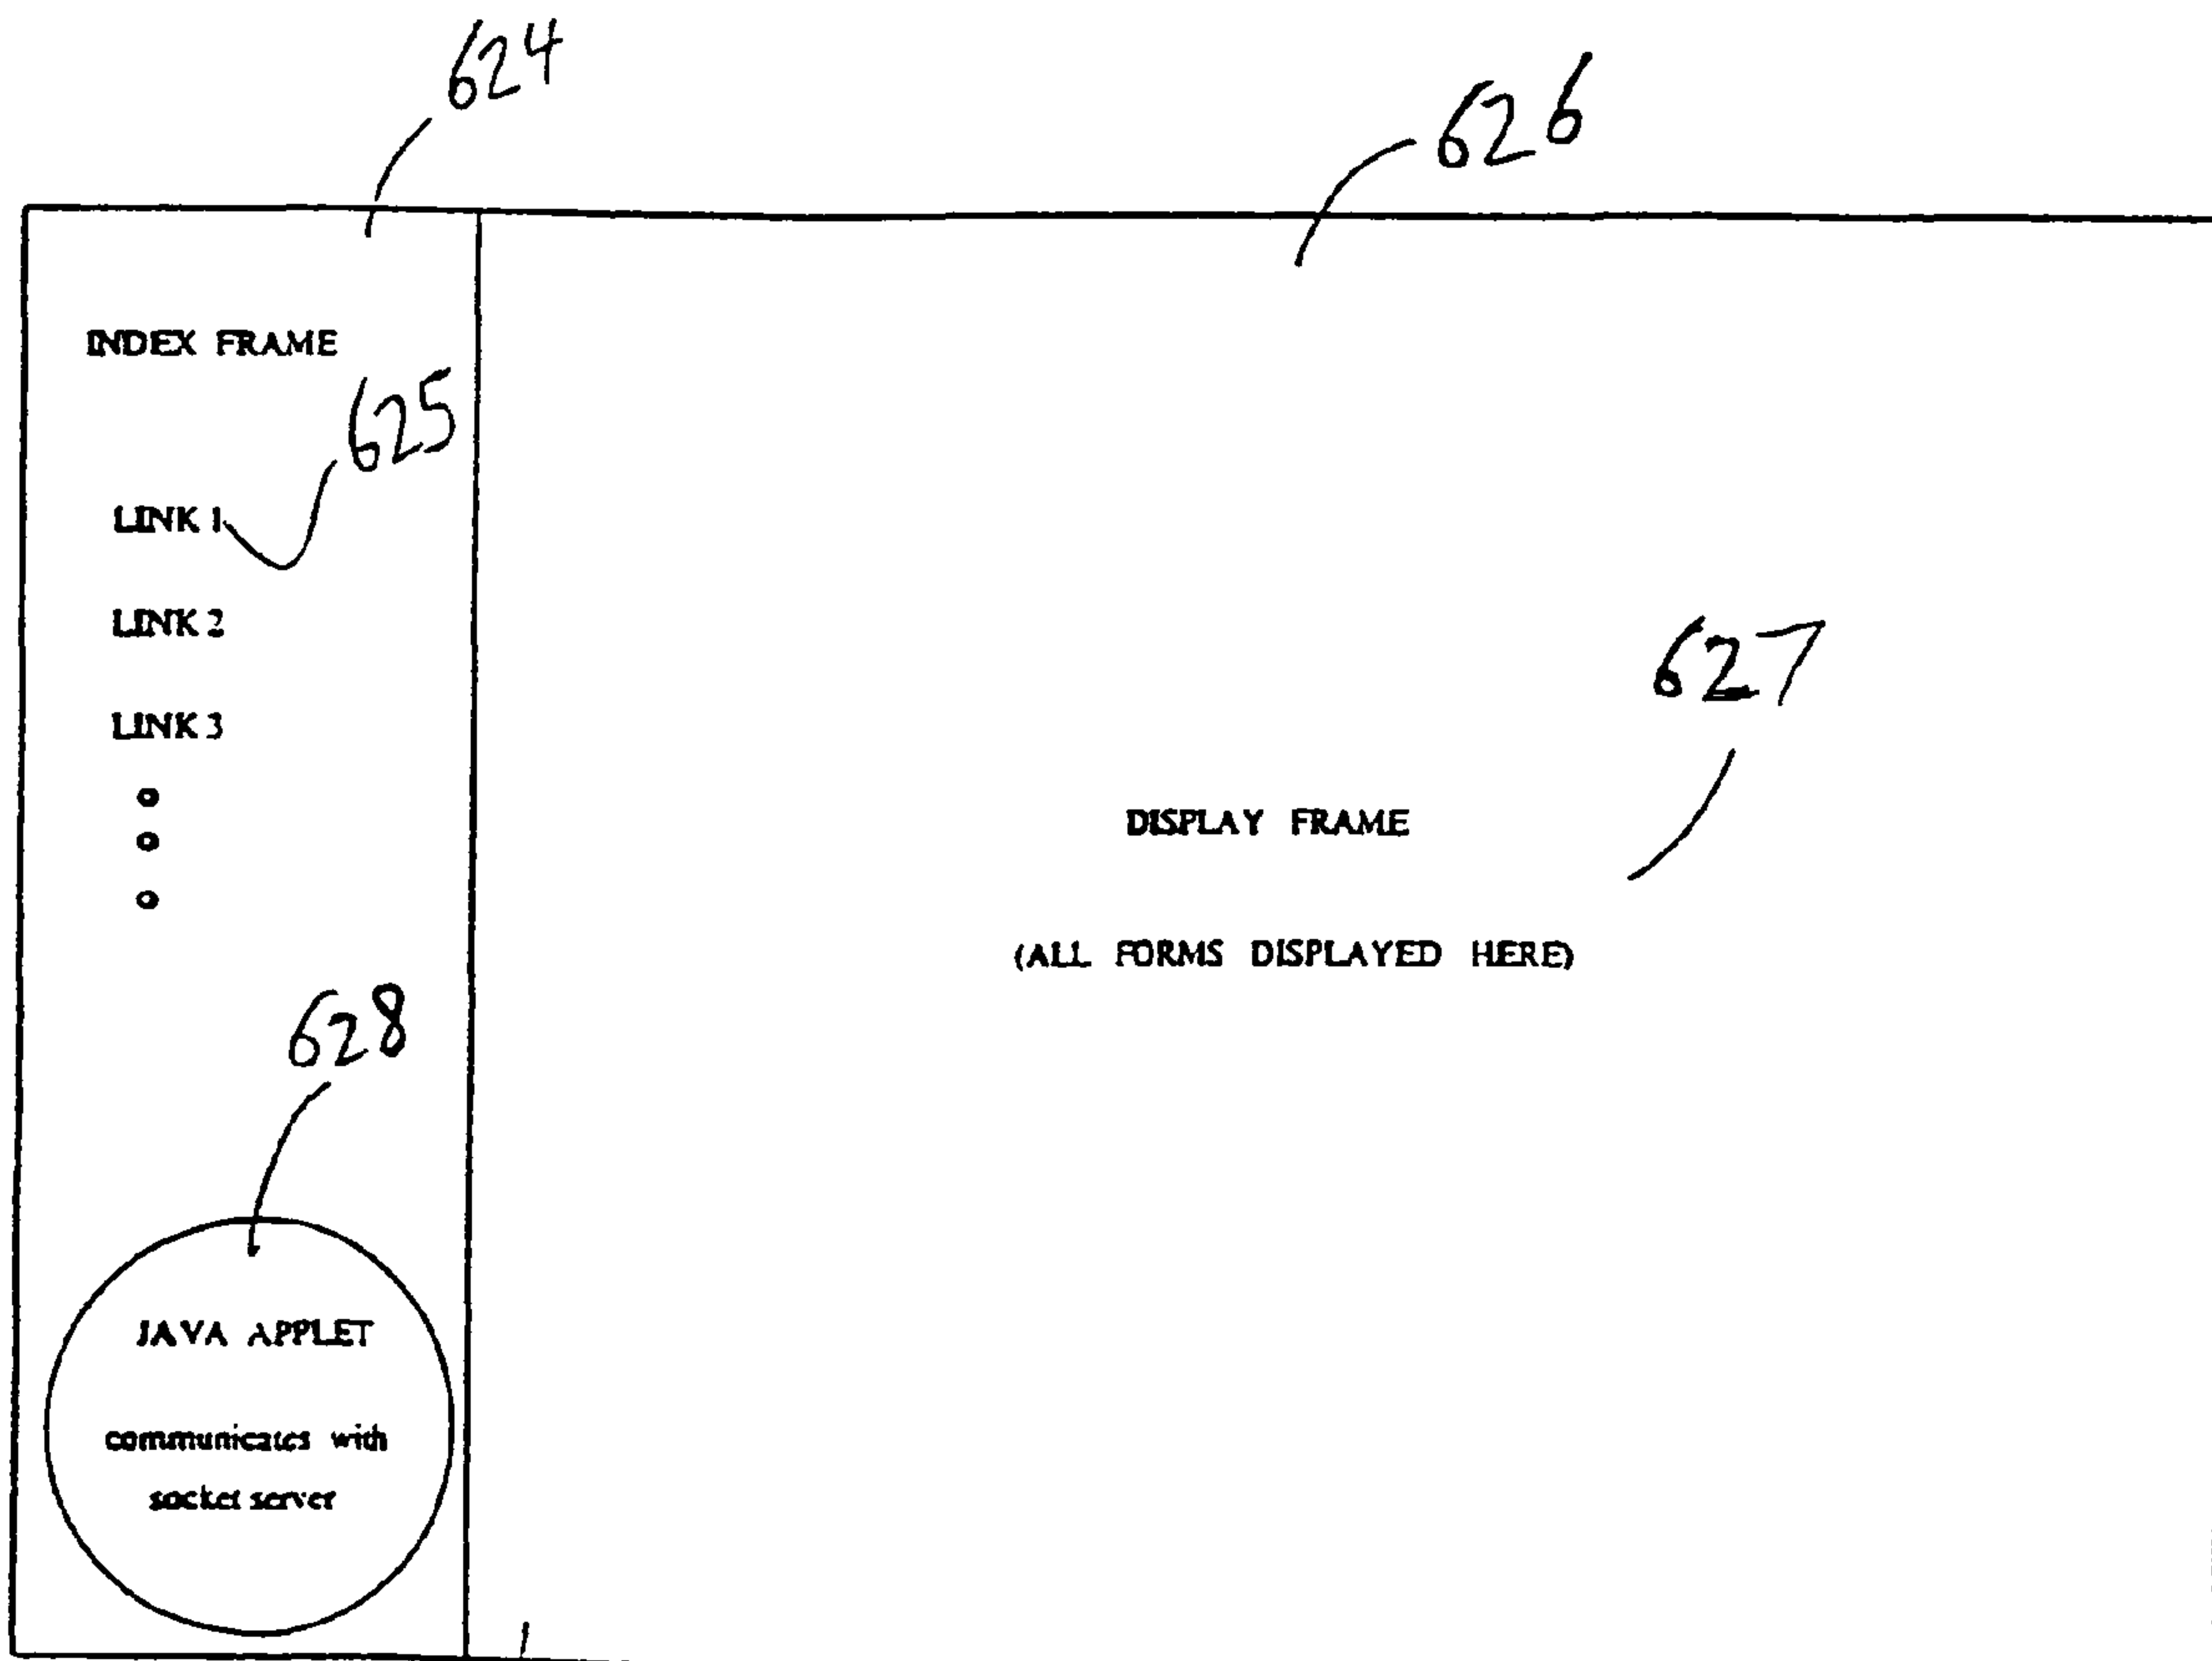 624
626
INDEX FRAME
625
LINK 1
LINK 2
LINK 3
627
DISPLAY FRAME
(ALL FORMS DISPLAYED HERE)
628
JAVA APPLET
communicates with
socket server